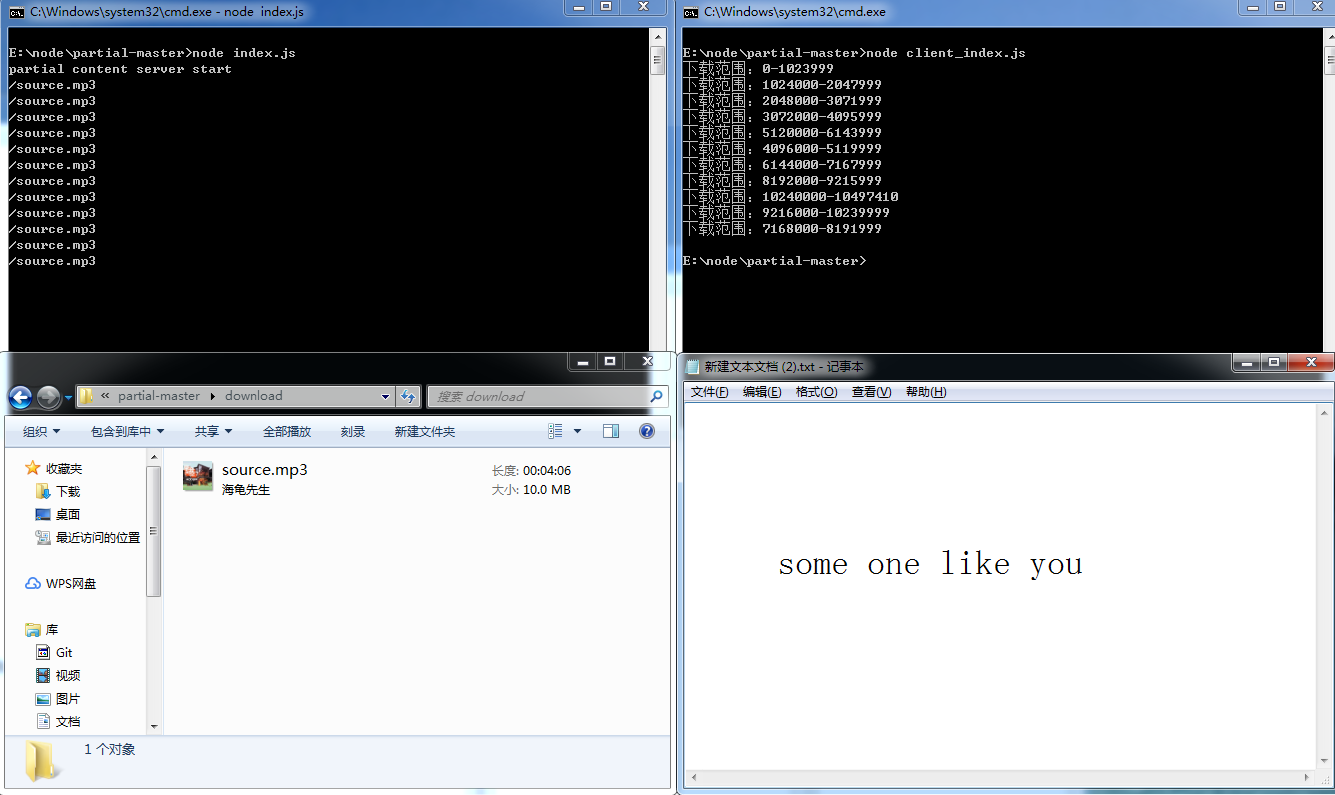 C:\Windows\system32\cmd.exe - node  index.js
E:\node\partial-master>node index.js
partial content server start
/source.mp3
/source.mp3
/source.mp3
/source.mp3
/source.mp3
/source.mp3
/source.mp3
/source.mp3
/source.mp3
/source.mp3
/source.mp3
/source.mp3
C:\Windows\system32\cmd.exe
E:\node\partial-master>node client_index.js
下载范围：0-1023999
下载范围：1024000-2047999
下载范围：2048000-3071999
下载范围：3072000-4095999
下载范围：5120000-6143999
下载范围：4096000-5119999
下载范围：6144000-7167999
下载范围：8192000-9215999
下载范围：10240000-10497410
下载范围：9216000-10239999
下载范围：7168000-8191999
E:\node\partial-master>
« partial-master download
搜索 download
组织 包含到库中 共享 全部播放 刻录 新建文件夹
收藏夹
下载
桌面
最近访问的位置
WPS网盘
库
Git
视频
图片
文档
source.mp3
海龟先生
长度: 00:04:06
大小: 10.0 MB
1 个对象
新建文本文档 (2).txt - 记事本
文件(F) 编辑(E) 格式(O) 查看(V) 帮助(H)
some one like you